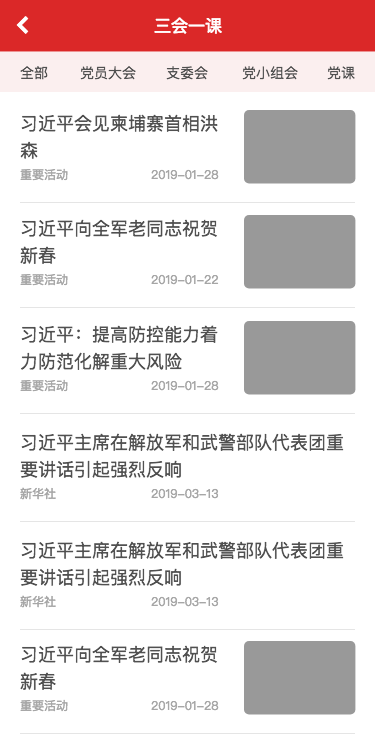 三会一课
全部 党员大会 支委会 党小组会 党课
习近平会见柬埔寨首相洪
森
重要活动 2019-01-28
习近平向全军老同志祝贺
新春
重要活动 2019-01-22
习近平：提高防控能力着
力防范化解重大风险
重要活动 2019-01-28
习近平主席在解放军和武警部队代表团重
要讲话引起强烈反响
新华社 2019-03-13
习近平主席在解放军和武警部队代表团重
要讲话引起强烈反响
新华社 2019-03-13
习近平向全军老同志祝贺
新春
重要活动 2019-01-28